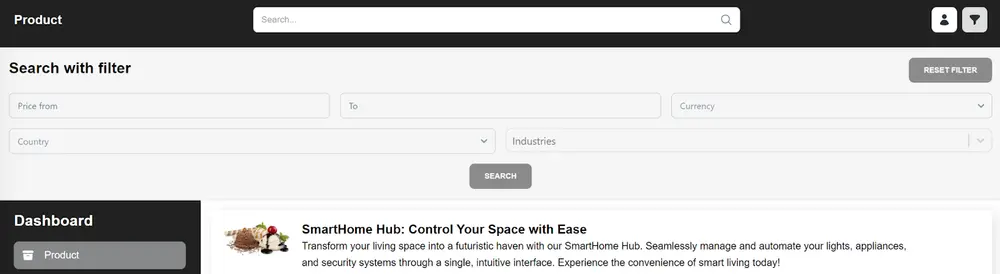 Product
Search...
Search with filter
RESET FILTER
Price from
To
Currency
Country
Industries
SEARCH
Dashboard
Product
SmartHome Hub: Control Your Space with Ease
Transform your living space into a futuristic haven with our SmartHome Hub. Seamlessly manage and automate your lights, appliances,
and security systems through a single, intuitive interface. Experience the convenience of smart living today!